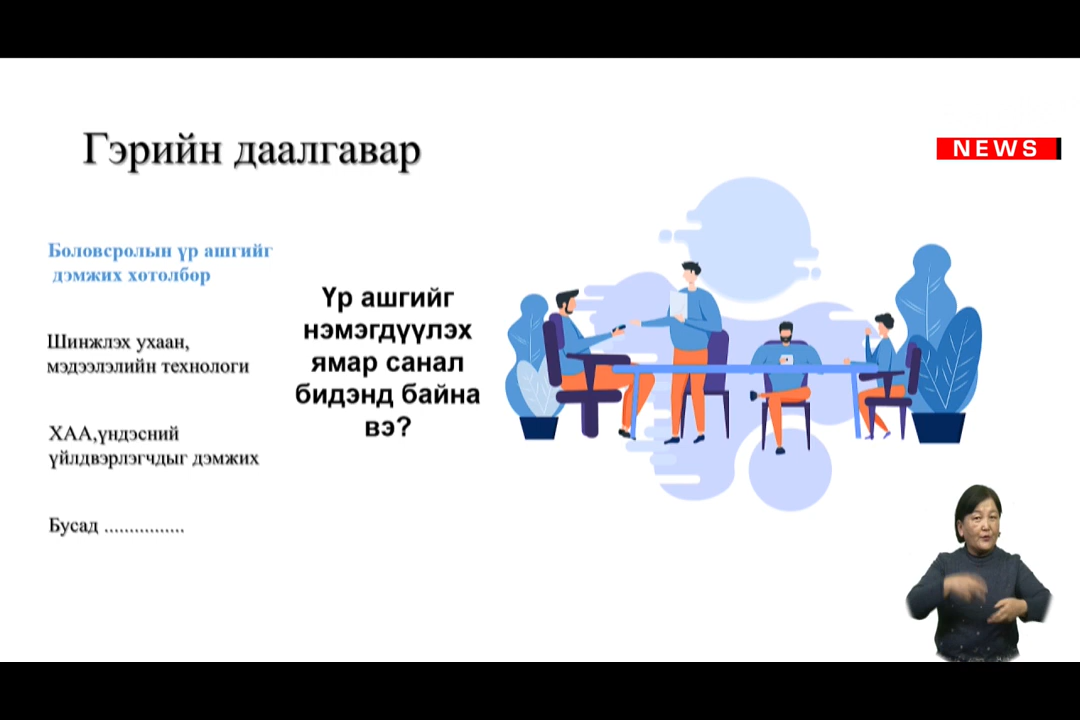 Гэрийн даалгавар
NEWS
Боловсролын үр ашгийг
дэмжих хөтөлбөр
Шинжлэх ухаан,
мэдээлэлийн технологи
ХАА,үндэсний
үйлдвэрлэгчдыг дэмжих
Бусад ................
Үр ашгийг
нэмэгдүүлэх
ямар санал
бидэнд байна
вэ?